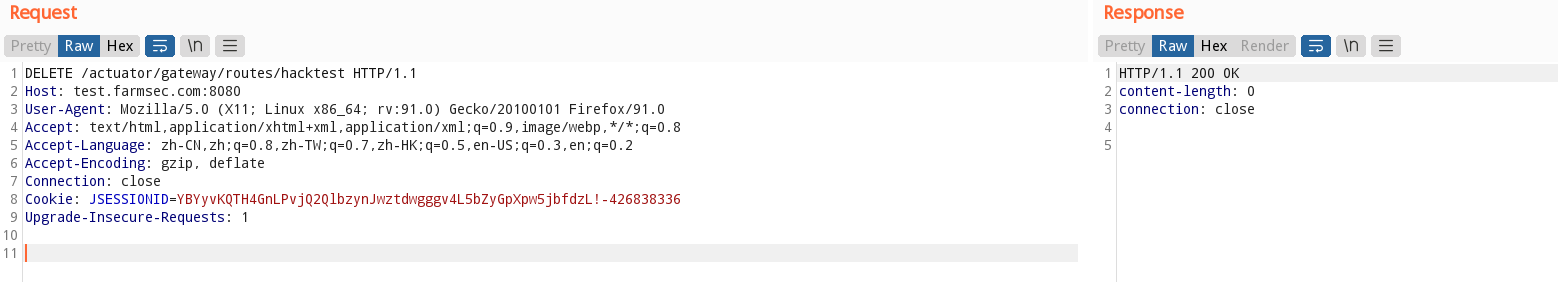 Request
Pretty Raw Hex \n
1 DELETE /actuator/gateway/routes/hacktest HTTP/1.1
2 Host: test.farmsec.com:8080
3 User-Agent: Mozilla/5.0 (X11; Linux x86_64; rv:91.0) Gecko/20100101 Firefox/91.0
4 Accept: text/html,application/xhtml+xml,application/xml;q=0.9,image/webp,*/*;q=0.8
5 Accept-Language: zh-CN,zh;q=0.8,zh-TW;q=0.7,zh-HK;q=0.5,en-US;q=0.3,en;q=0.2
6 Accept-Encoding: gzip, deflate
7 Connection: close
8 Cookie: JSESSIONID=YBYyvKQTH4GnLPvjQ2QlbzynJwztdwgggv4L5bZyGpXpw5jbfdzL!-426838336
9 Upgrade-Insecure-Requests: 1
10
11
Response
Pretty Raw Hex Render \n
1 HTTP/1.1 200 OK
2 content-length: 0
3 connection: close
4
5